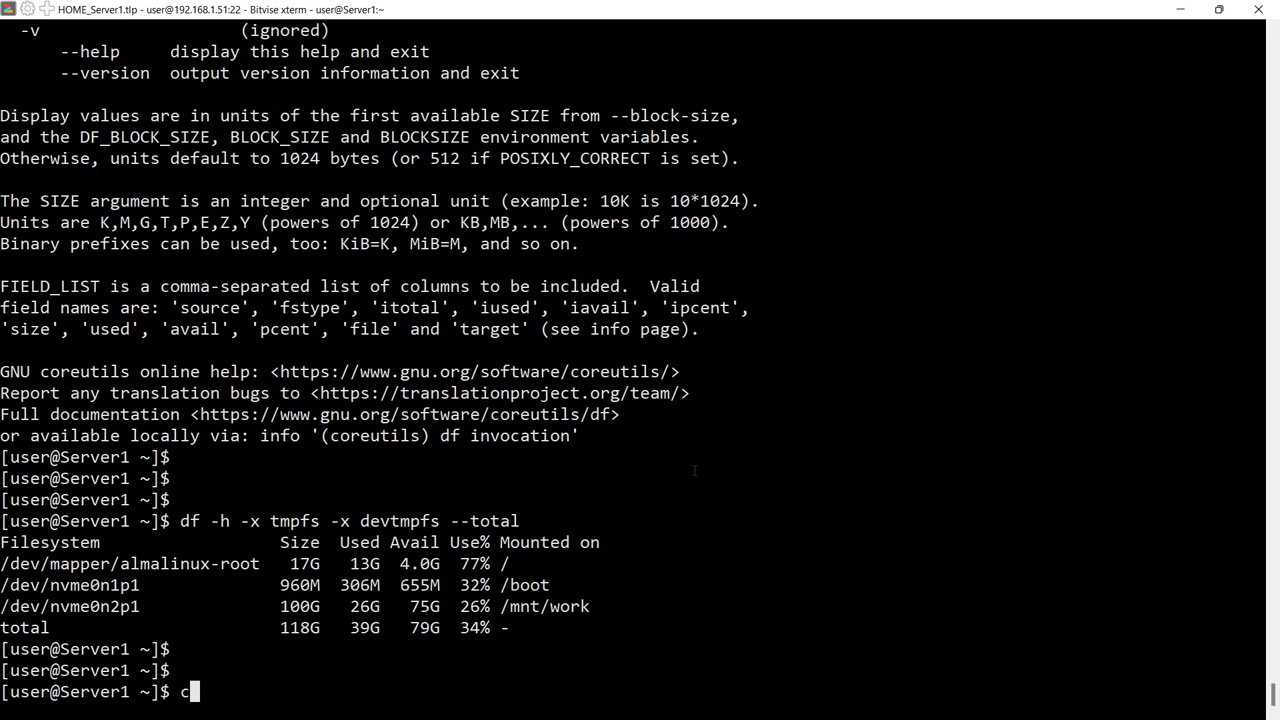 HOME_Server1.tlp - user@192.168.1.51:22 - Bitvise xterm - user@Server1:~
-v                    (ignored)
      --help     display this help and exit
      --version  output version information and exit
Display values are in units of the first available SIZE from --block-size,
and the DF_BLOCK_SIZE, BLOCK_SIZE and BLOCKSIZE environment variables.
Otherwise, units default to 1024 bytes (or 512 if POSIXLY_CORRECT is set).
The SIZE argument is an integer and optional unit (example: 10K is 10*1024).
Units are K,M,G,T,P,E,Z,Y (powers of 1024) or KB,MB,... (powers of 1000).
Binary prefixes can be used, too: KiB=K, MiB=M, and so on.
FIELD_LIST is a comma-separated list of columns to be included.  Valid
field names are: 'source', 'fstype', 'itotal', 'iused', 'iavail', 'ipcent',
'size', 'used', 'avail', 'pcent', 'file' and 'target' (see info page).
GNU coreutils online help: <https://www.gnu.org/software/coreutils/>
Report any translation bugs to <https://translationproject.org/team/>
Full documentation <https://www.gnu.org/software/coreutils/df>
or available locally via: info '(coreutils) df invocation'
[user@Server1 ~]$
[user@Server1 ~]$
[user@Server1 ~]$
[user@Server1 ~]$ df -h -x tmpfs -x devtmpfs --total
Filesystem                  Size  Used Avail Use% Mounted on
/dev/mapper/almalinux-root   17G   13G  4.0G  77% /
/dev/nvme0n1p1              960M  306M  655M  32% /boot
/dev/nvme0n2p1              100G   26G   75G  26% /mnt/work
total                       118G   39G   79G  34% -
[user@Server1 ~]$
[user@Server1 ~]$
[user@Server1 ~]$ c